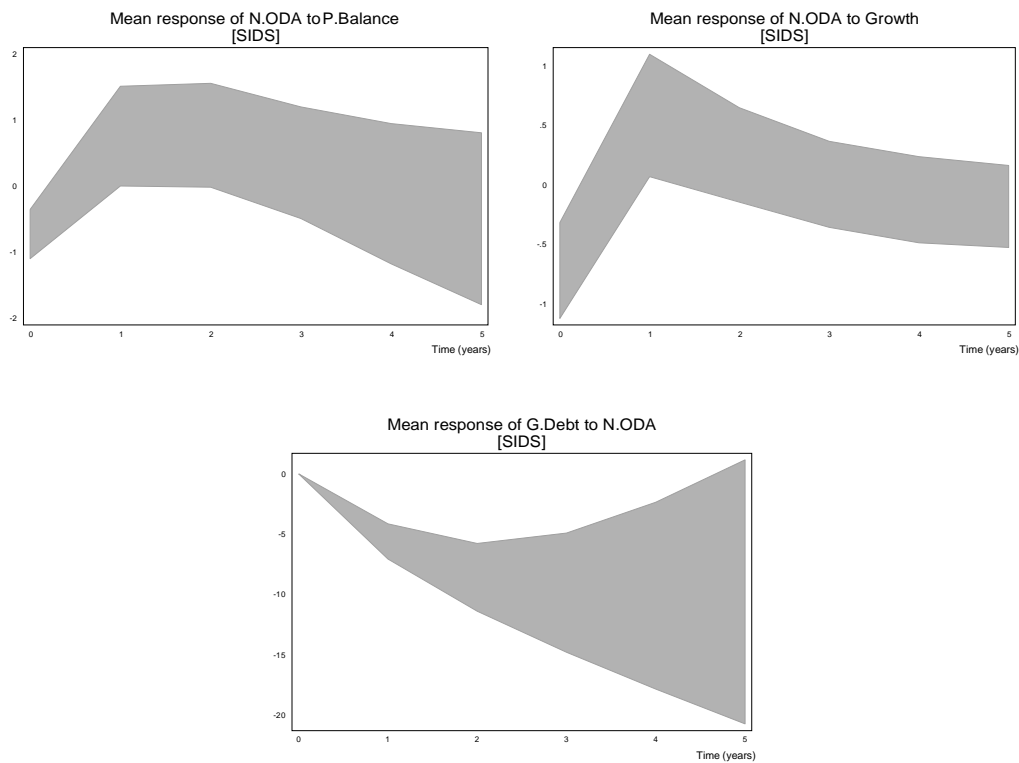 Mean response of N.ODA to P.Balance
[SIDS]
2
1
0
-1
-2
0 1 2 3 4 5
Time (years)
Mean response of N.ODA to Growth
[SIDS]
1
.5
0
-.5
-1
0 1 2 3 4 5
Time (years)
Mean response of G.Debt to N.ODA
[SIDS]
0
-5
-10
-15
-20
0 1 2 3 4 5
Time (years)